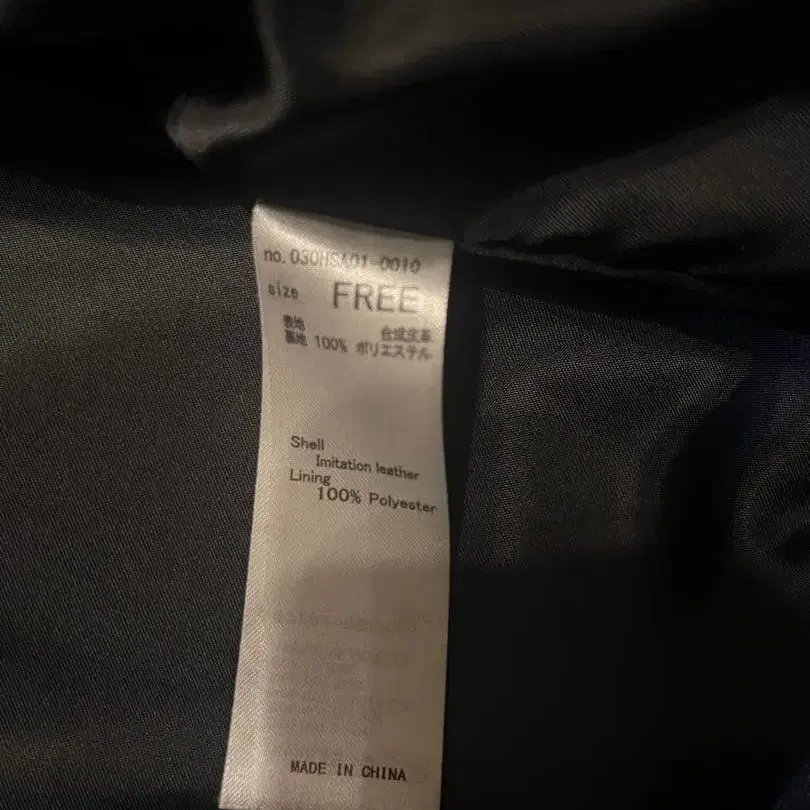 no. 030HSA01-0010
size FREE
表地 合成皮革
裏地 100% ポリエステル
Shell
Imitation leather
Lining
100% Polyester
MADE IN CHINA